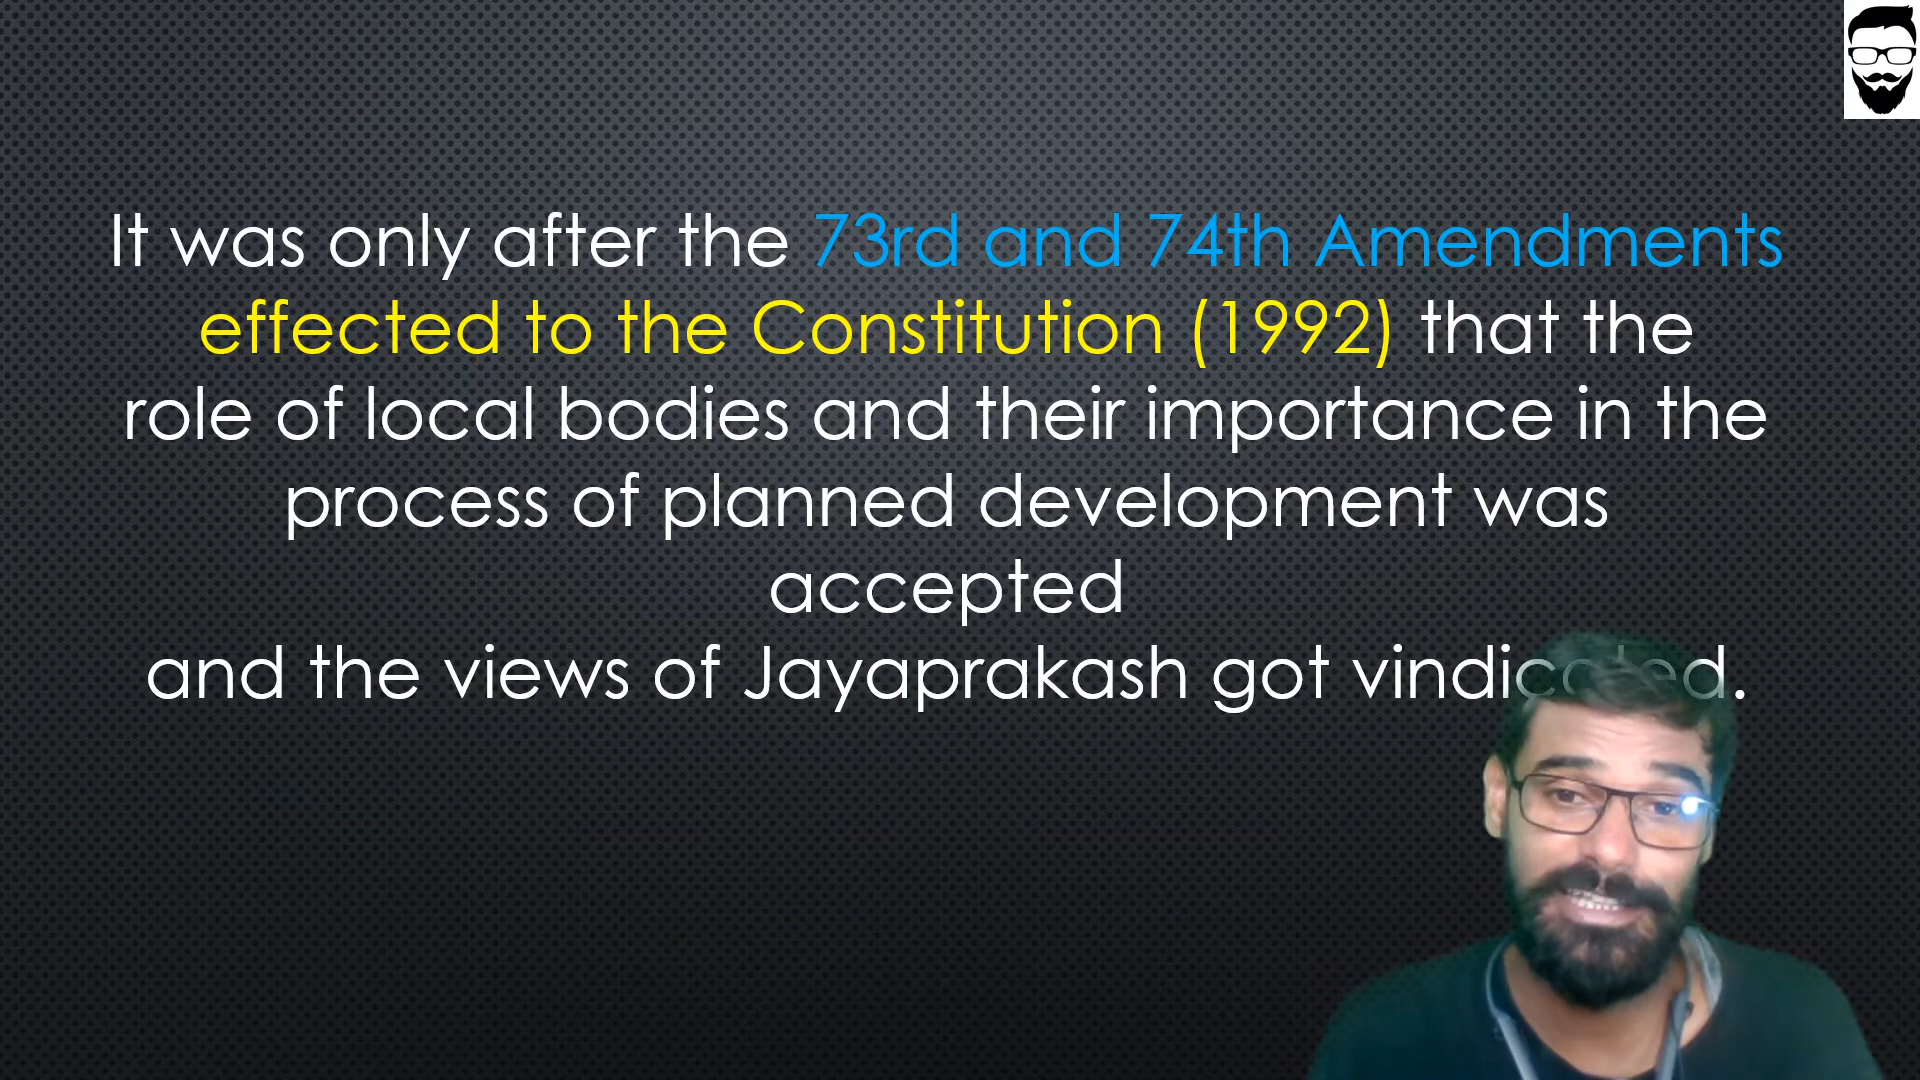 It was only after the 73rd and 74th Amendments
effected to the Constitution (1992) that the
role of local bodies and their importance in the
process of planned development was
accepted
and the views of Jayaprakash got vindicated.